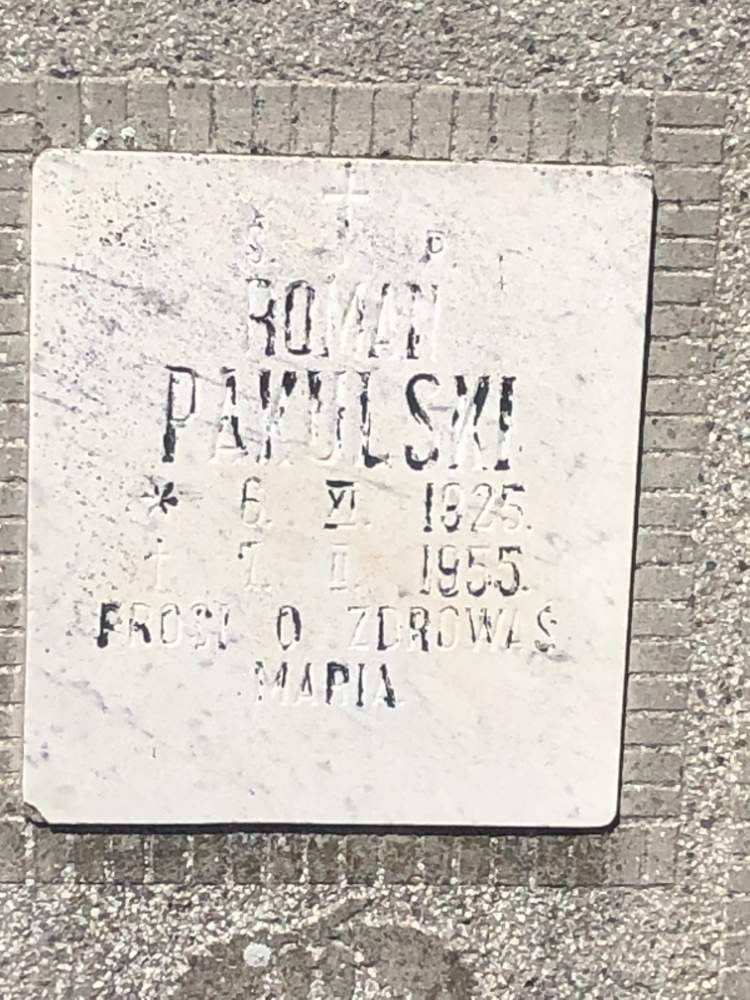 Ś. P.
ROMAN
PAKULSKI
* 6. XI. 1925.
† 7. II. 1955.
PROSI O ZDROWAŚ
MARIA